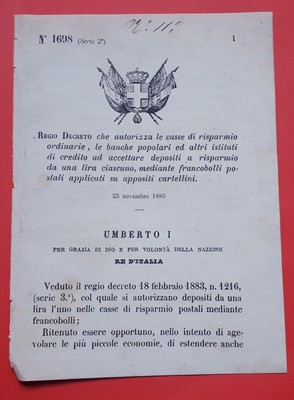 Nº 1698 (Serie 2ª)
1
REGIO DECRETO che autorizza le casse di risparmio
ordinarie, le banche popolari ed altri istituti
di credito ad accettare depositi a risparmio
da una lira ciascuno, mediante francobolli po-
stali applicati su appositi cartellini.
25 novembre 1883
UMBERTO I
PER GRAZIA DI DIO E PER VOLONTÀ DELLA NAZIONE
RE D'ITALIA
Veduto il regio decreto 18 febbraio 1883, n. 1216,
(serie 3.ª), col quale si autorizzano depositi da una
lira l'uno nelle casse di risparmio postali mediante
francobolli;
Ritenuto essere opportuno, nello intento di age-
volare le più piccole economie, di estendere anche